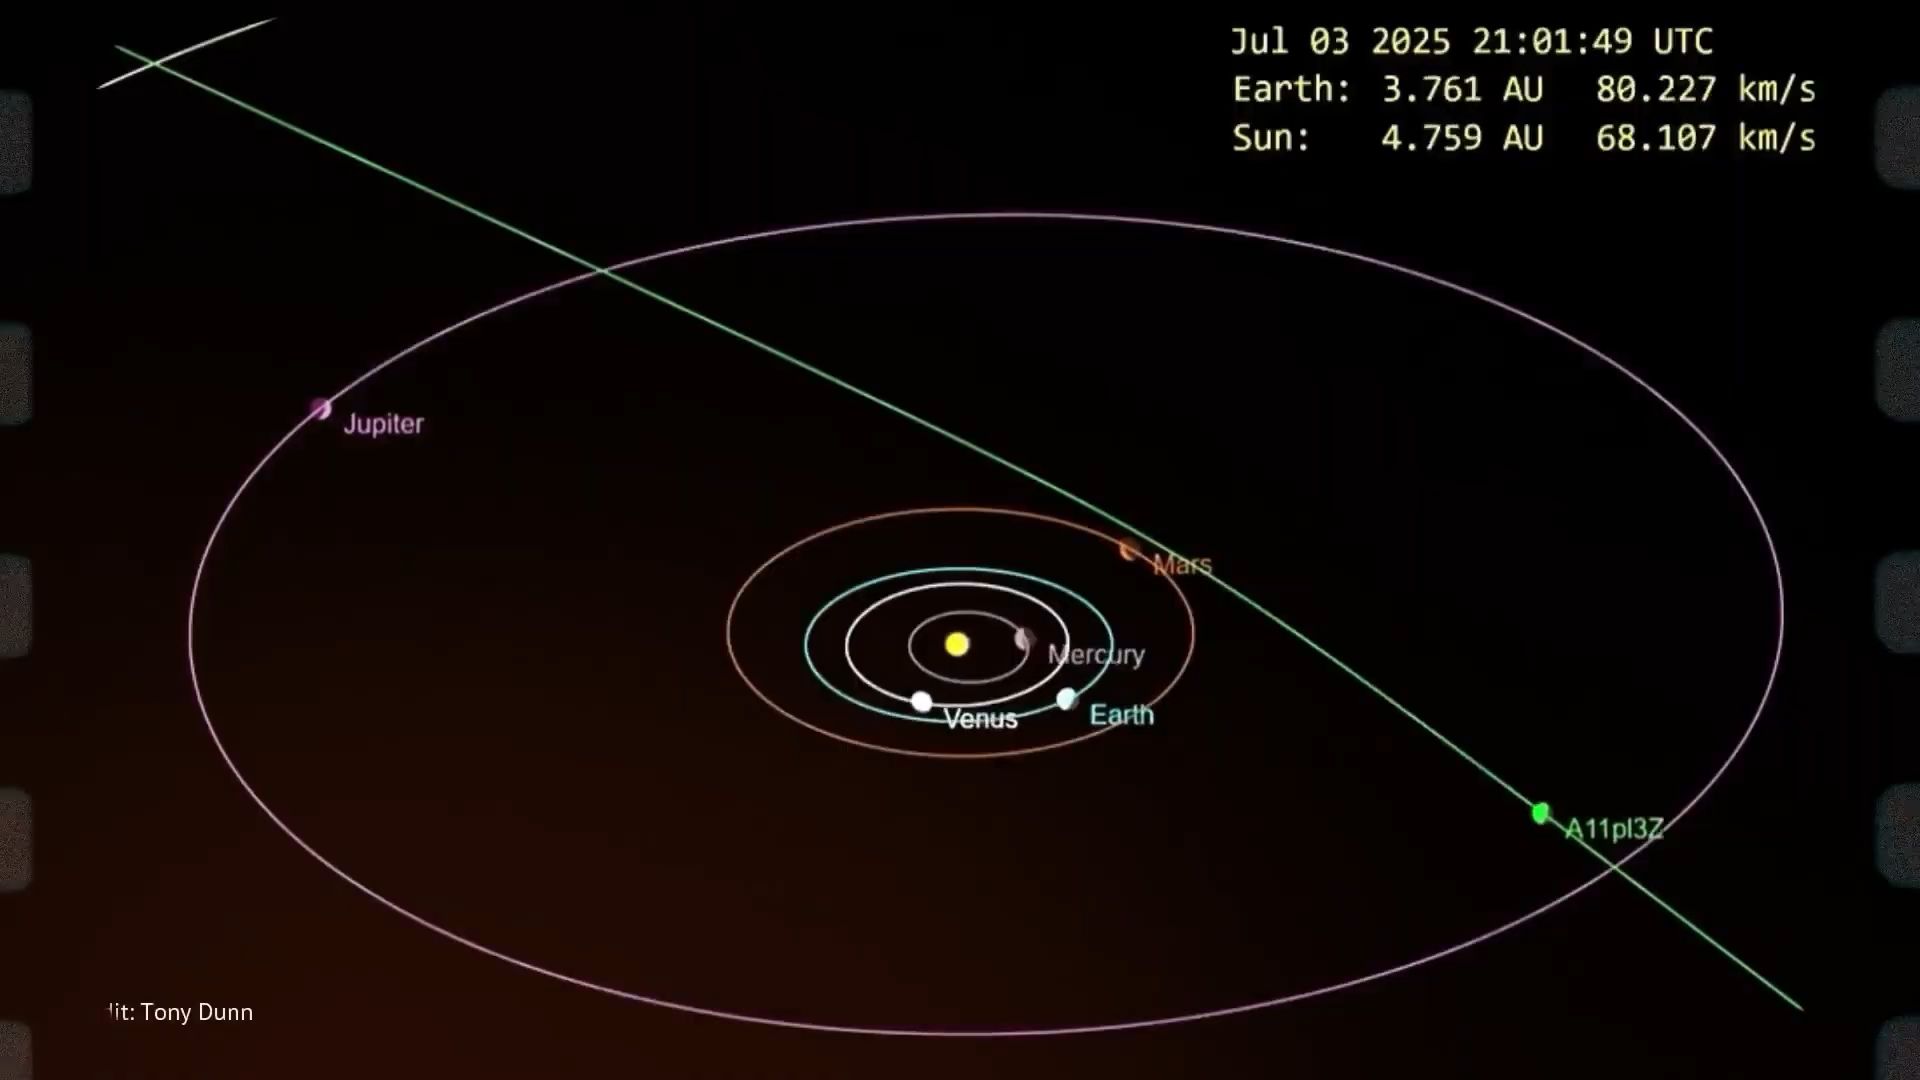 Jul 03 2025 21:01:49 UTC
Earth: 3.761 AU 80.227 km/s
Sun: 4.759 AU 68.107 km/s
Jupiter
Mars
Mercury
Venus
Earth
A11pl3Z
dit: Tony Dunn